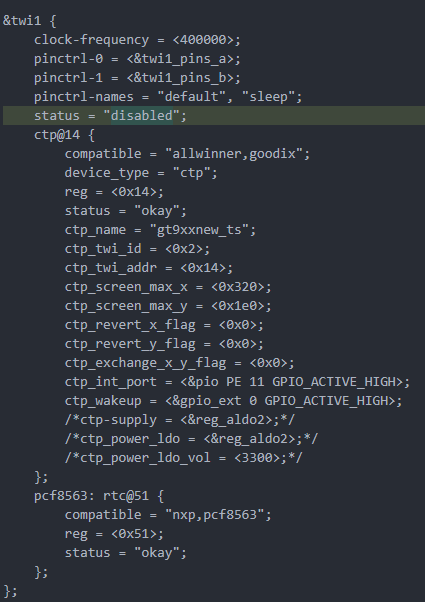 &twi1 {
clock-frequency = <400000>;
pinctrl-0 = <&twi1_pins_a>;
pinctrl-1 = <&twi1_pins_b>;
pinctrl-names = "default", "sleep";
status = "disabled";
ctp@14 {
compatible = "allwinner,goodix";
device_type = "ctp";
reg = <0x14>;
status = "okay";
ctp_name = "gt9xxnew_ts";
ctp_twi_id = <0x2>;
ctp_twi_addr = <0x14>;
ctp_screen_max_x = <0x320>;
ctp_screen_max_y = <0x1e0>;
ctp_revert_x_flag = <0x0>;
ctp_revert_y_flag = <0x0>;
ctp_exchange_x_y_flag = <0x0>;
ctp_int_port = <&pio PE 11 GPIO_ACTIVE_HIGH>;
ctp_wakeup = <&gpio_ext 0 GPIO_ACTIVE_HIGH>;
/*ctp-supply = <&reg_aldo2>;*/
/*ctp_power_ldo = <&reg_aldo2>;*/
/*ctp_power_ldo_vol = <3300>;*/
};
pcf8563: rtc@51 {
compatible = "nxp,pcf8563";
reg = <0x51>;
status = "okay";
};
};